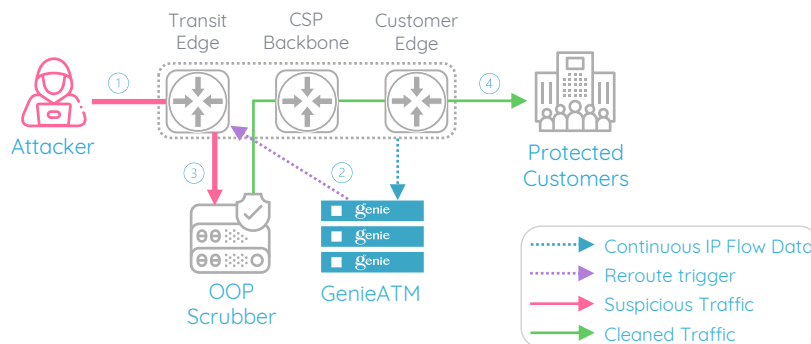 Transit
Edge
CSP
Backbone
Customer
Edge
1
4
Attacker
Protected
Customers
3
2
genie
genie
genie
OOP
Scrubber
GenieATM
Continuous IP Flow Data
Reroute trigger
Suspicious Traffic
Cleaned Traffic